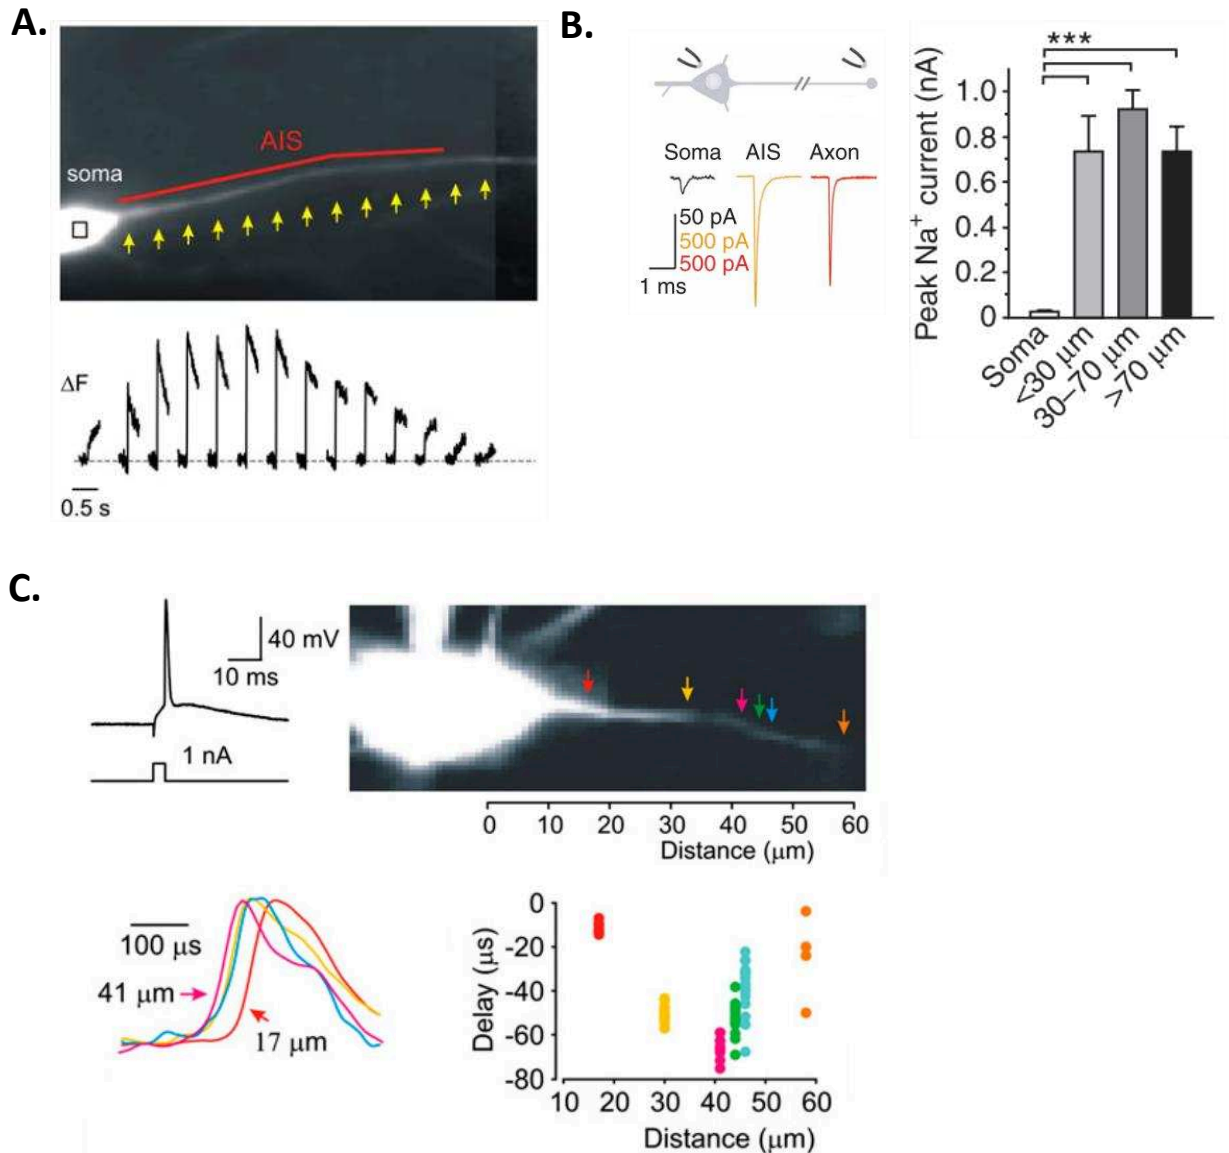 A.
soma
AIS
ΔF
0.5 s
B.
Soma AIS Axon
50 pA
500 pA
500 pA
1 ms
***
Peak Na⁺ current (nA)
1.0
0.8
0.6
0.4
0.2
0
Soma
<30 μm
30–70 μm
>70 μm
C.
40 mV
10 ms
1 nA
0 10 20 30 40 50 60
Distance (μm)
100 μs
41 μm
17 μm
Delay (μs)
0
-20
-40
-60
-80
10 20 30 40 50 60
Distance (μm)